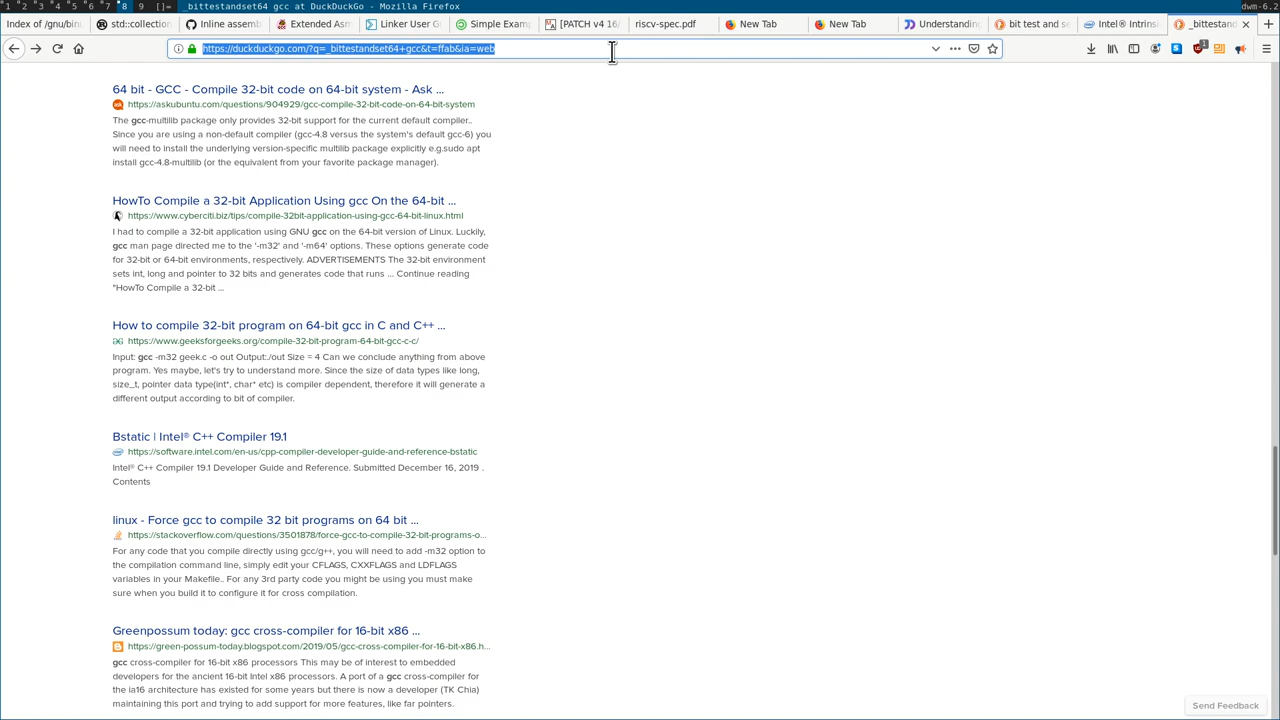 1 2 3 4 5 6 7 8 9 []= _bittestandset64 gcc at DuckDuckGo - Mozilla Firefox dwm-6.2
Index of /gnu/binu std::collection Inline assemb Extended Asm Linker User G Simple Examp [PATCH v4 16/ riscv-spec.pdf New Tab New Tab Understanding bit test and se Intel® Intrinsi _bittestand
https://duckduckgo.com/?q=_bittestandset64+gcc&t=ffab&ia=web
64 bit - GCC - Compile 32-bit code on 64-bit system - Ask ...
https://askubuntu.com/questions/904929/gcc-compile-32-bit-code-on-64-bit-system
The gcc-multilib package only provides 32-bit support for the current default compiler..
Since you are using a non-default compiler (gcc-4.8 versus the system's default gcc-6) you
will need to install the underlying version-specific multilib package explicitly e.g.sudo apt
install gcc-4.8-multilib (or the equivalent from your favorite package manager).
HowTo Compile a 32-bit Application Using gcc On the 64-bit ...
https://www.cyberciti.biz/tips/compile-32bit-application-using-gcc-64-bit-linux.html
I had to compile a 32-bit application using GNU gcc on the 64-bit version of Linux. Luckily,
gcc man page directed me to the '-m32' and '-m64' options. These options generate code
for 32-bit or 64-bit environments, respectively. ADVERTISEMENTS The 32-bit environment
sets int, long and pointer to 32 bits and generates code that runs ... Continue reading
"HowTo Compile a 32-bit ...
How to compile 32-bit program on 64-bit gcc in C and C++ ...
https://www.geeksforgeeks.org/compile-32-bit-program-64-bit-gcc-c-c/
Input: gcc -m32 geek.c -o out Output:./out Size = 4 Can we conclude anything from above
program. Yes maybe, let's try to understand more. Since the size of data types like long,
size_t, pointer data type(int*, char* etc) is compiler dependent, therefore it will generate a
different output according to bit of compiler.
Bstatic | Intel® C++ Compiler 19.1
https://software.intel.com/en-us/cpp-compiler-developer-guide-and-reference-bstatic
Intel® C++ Compiler 19.1 Developer Guide and Reference. Submitted December 16, 2019 .
Contents
linux - Force gcc to compile 32 bit programs on 64 bit ...
https://stackoverflow.com/questions/3501878/force-gcc-to-compile-32-bit-programs-o...
For any code that you compile directly using gcc/g++, you will need to add -m32 option to
the compilation command line, simply edit your CFLAGS, CXXFLAGS and LDFLAGS
variables in your Makefile.. For any 3rd party code you might be using you must make
sure when you build it to configure it for cross compilation.
Greenpossum today: gcc cross-compiler for 16-bit x86 ...
https://green-possum-today.blogspot.com/2019/05/gcc-cross-compiler-for-16-bit-x86.h...
gcc cross-compiler for 16-bit x86 processors This may be of interest to embedded
developers for the ancient 16-bit Intel x86 processors. A port of a gcc cross-compiler for
the ia16 architecture has existed for some years but there is now a developer (TK Chia)
maintaining this port and trying to add support for more features, like far pointers.
Send Feedback